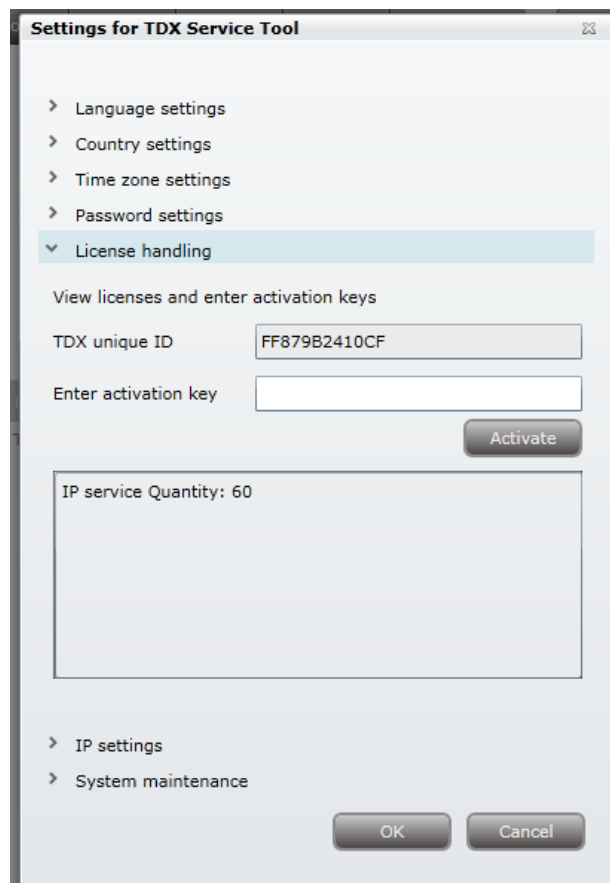 Settings for TDX Service Tool
Language settings
Country settings
Time zone settings
Password settings
License handling
View licenses and enter activation keys
TDX unique ID FF879B2410CF
Enter activation key
Activate
IP service Quantity: 60
IP settings
System maintenance
OK Cancel